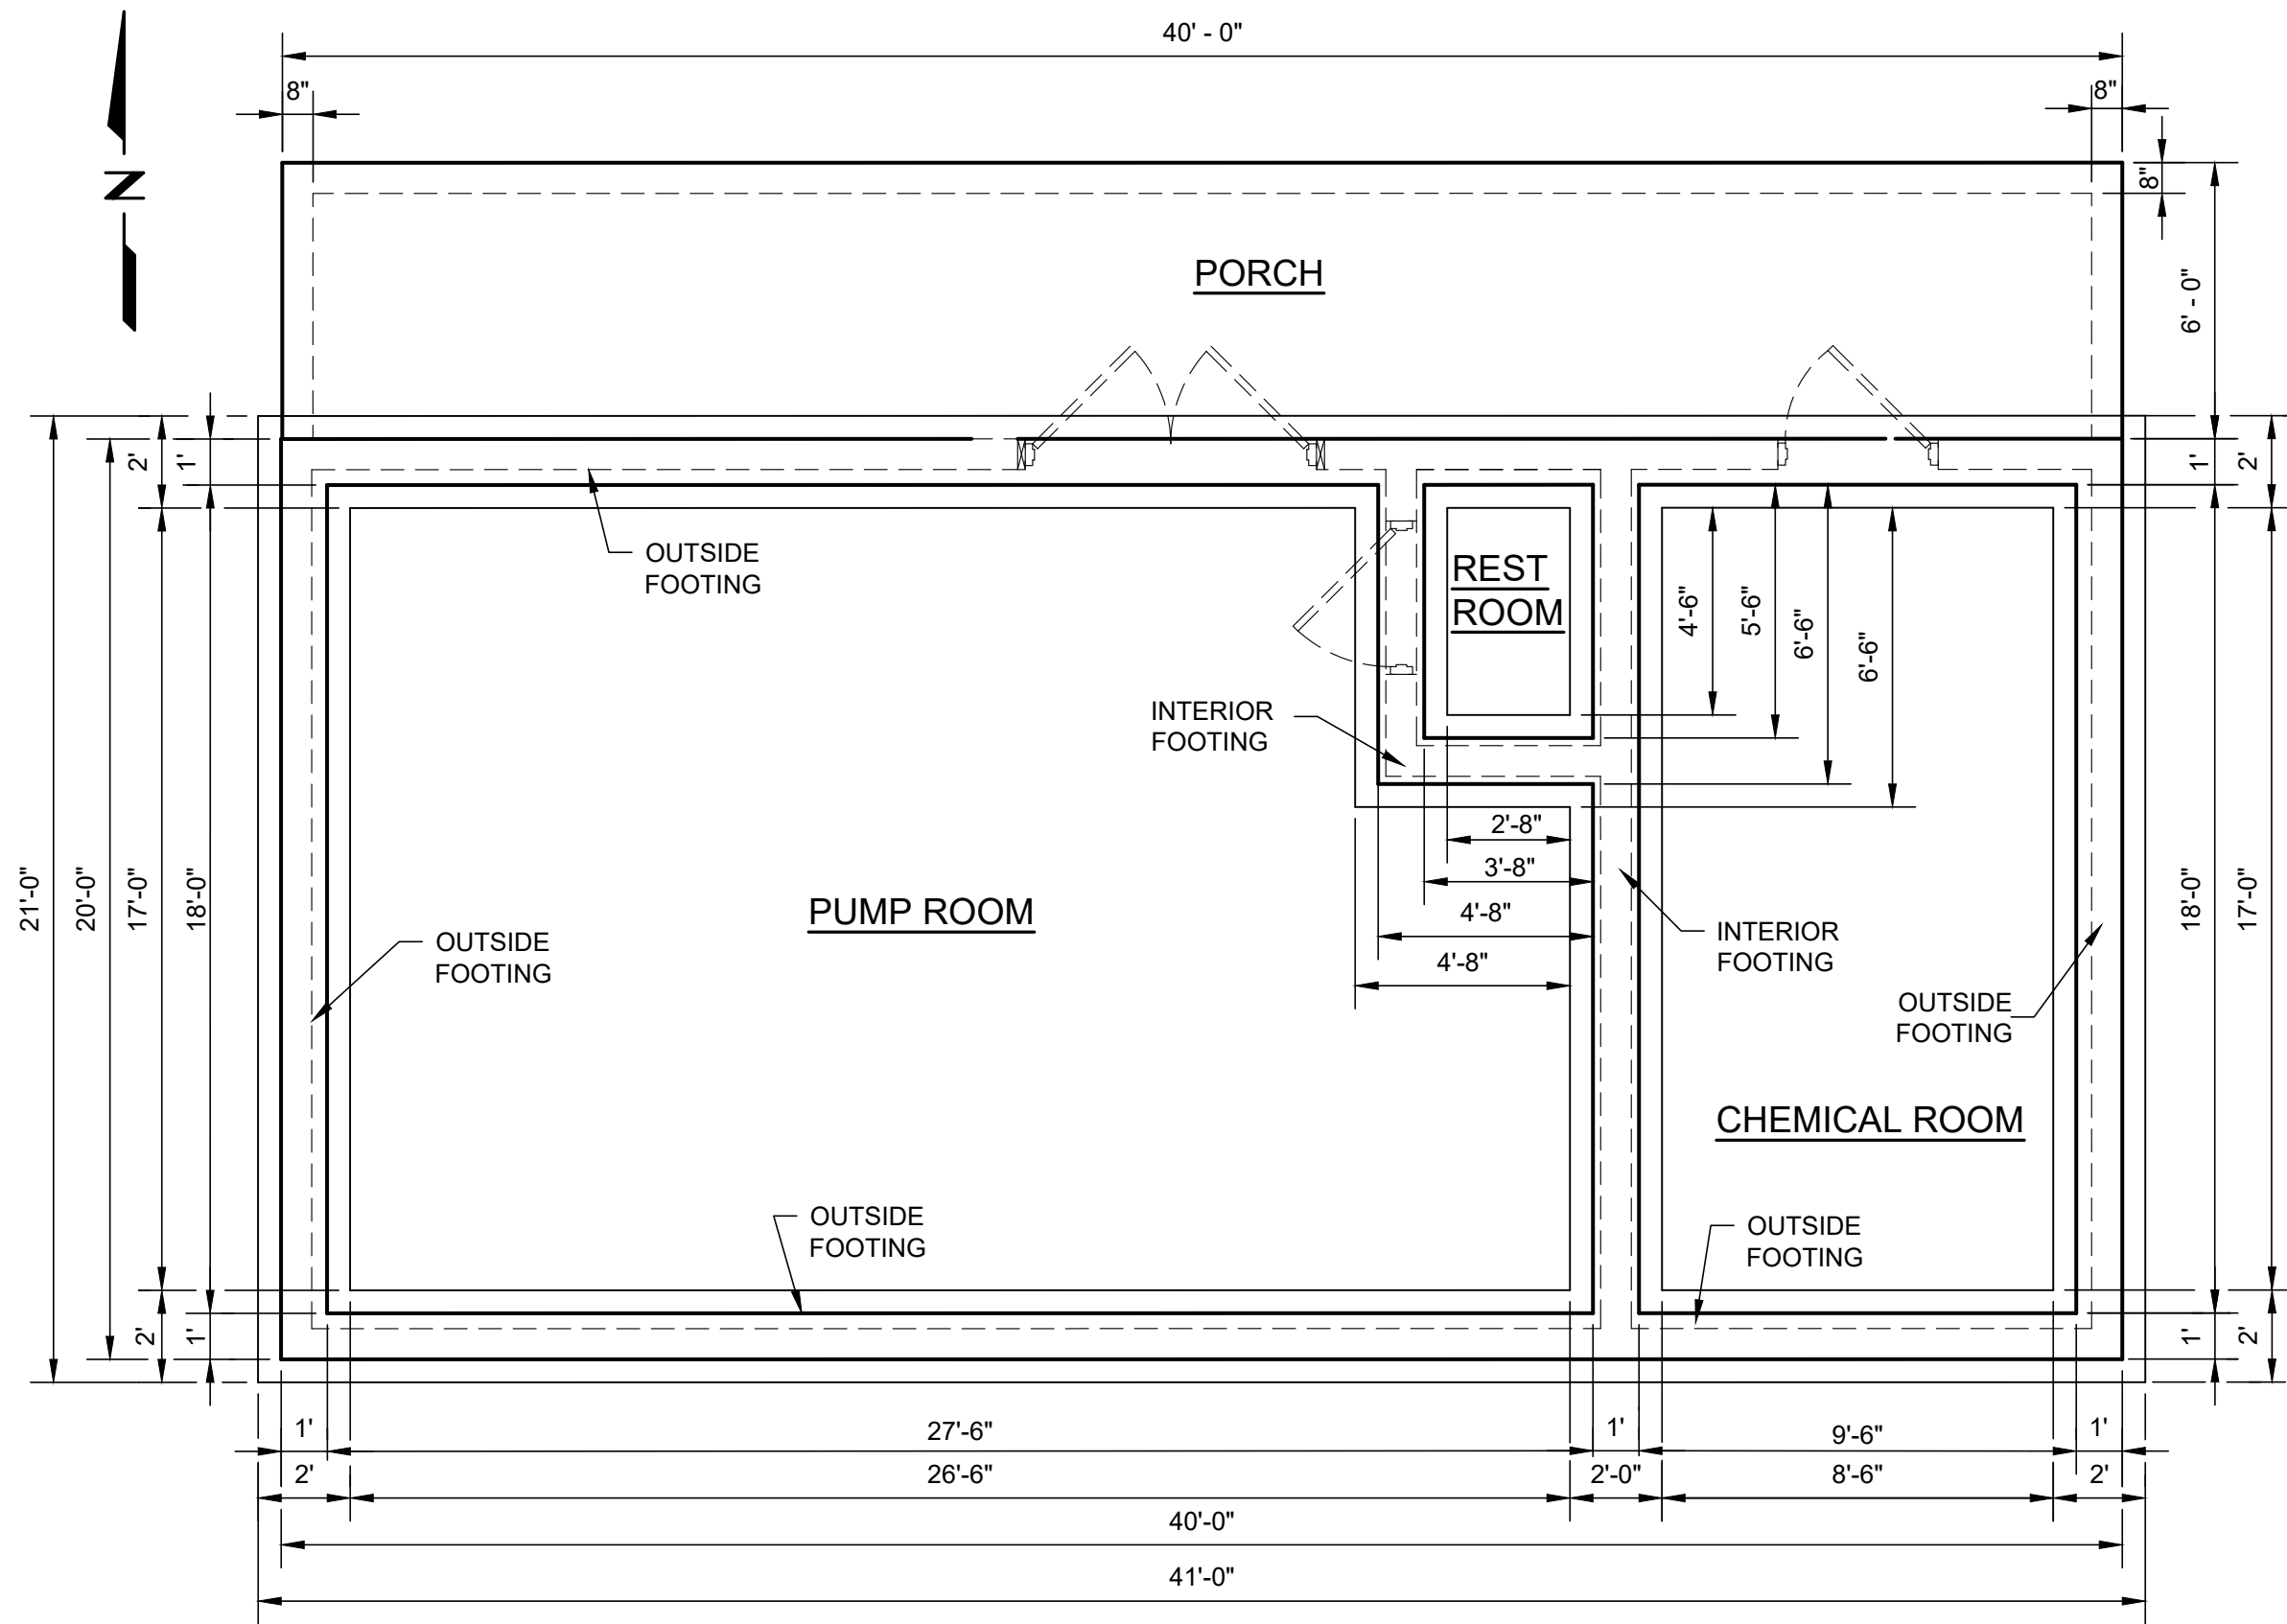 40' - 0"
8"
8"
N
8"
PORCH
6' - 0"
2'
1'
1'
2'
OUTSIDE
FOOTING
REST
ROOM
4'-6"
5'-6"
6'-6"
6'-6"
INTERIOR
FOOTING
2'-8"
3'-8"
4'-8"
4'-8"
21'-0"
20'-0"
17'-0"
18'-0"
PUMP ROOM
OUTSIDE
FOOTING
INTERIOR
FOOTING
18'-0"
17'-0"
OUTSIDE
FOOTING
CHEMICAL ROOM
OUTSIDE
FOOTING
OUTSIDE
FOOTING
2'
1'
1'
2'
1'
27'-6"
1'
9'-6"
1'
2'
26'-6"
2'-0"
8'-6"
2'
40'-0"
41'-0"